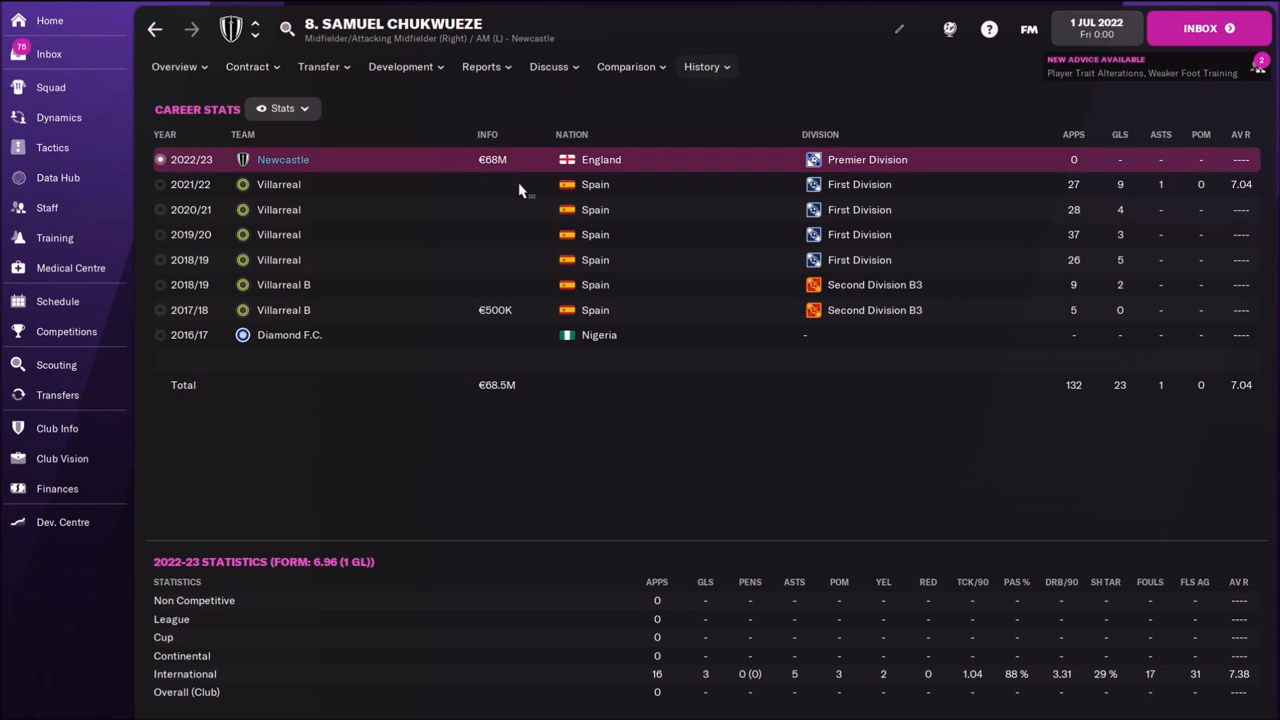 Home
75
Inbox
Squad
Dynamics
Tactics
Data Hub
Staff
Training
Medical Centre
Schedule
Competitions
Scouting
Transfers
Club Info
Club Vision
Finances
Dev. Centre
8. SAMUEL CHUKWUEZE
Midfielder/Attacking Midfielder (Right) / AM (L) - Newcastle
FM
1 JUL 2022
Fri 0:00
INBOX
Overview Contract Transfer Development Reports Discuss Comparison History
NEW ADVICE AVAILABLE
Player Trait Alterations, Weaker Foot Training
2
CAREER STATS Stats
YEAR TEAM INFO NATION DIVISION APPS GLS ASTS POM AV R
2022/23 Newcastle €68M England Premier Division 0 - - - ----
2021/22 Villarreal Spain First Division 27 9 1 0 7.04
2020/21 Villarreal Spain First Division 28 4 - - ----
2019/20 Villarreal Spain First Division 37 3 - - ----
2018/19 Villarreal Spain First Division 26 5 - - ----
2018/19 Villarreal B Spain Second Division B3 9 2 - - ----
2017/18 Villarreal B €500K Spain Second Division B3 5 0 - - ----
2016/17 Diamond F.C. Nigeria - - - - - ----
Total €68.5M 132 23 1 0 7.04
2022-23 STATISTICS (FORM: 6.96 (1 GL))
STATISTICS APPS GLS PENS ASTS POM YEL RED TCK/90 PAS % DRB/90 SH TAR FOULS FLS AG AV R
Non Competitive 0 - - - - - - - - - - - - ----
League 0 - - - - - - - - - - - - ----
Cup 0 - - - - - - - - - - - - ----
Continental 0 - - - - - - - - - - - - ----
International 16 3 0 (0) 5 3 2 0 1.04 88 % 3.31 29 % 17 31 7.38
Overall (Club) 0 - - - - - - - - - - - - ----